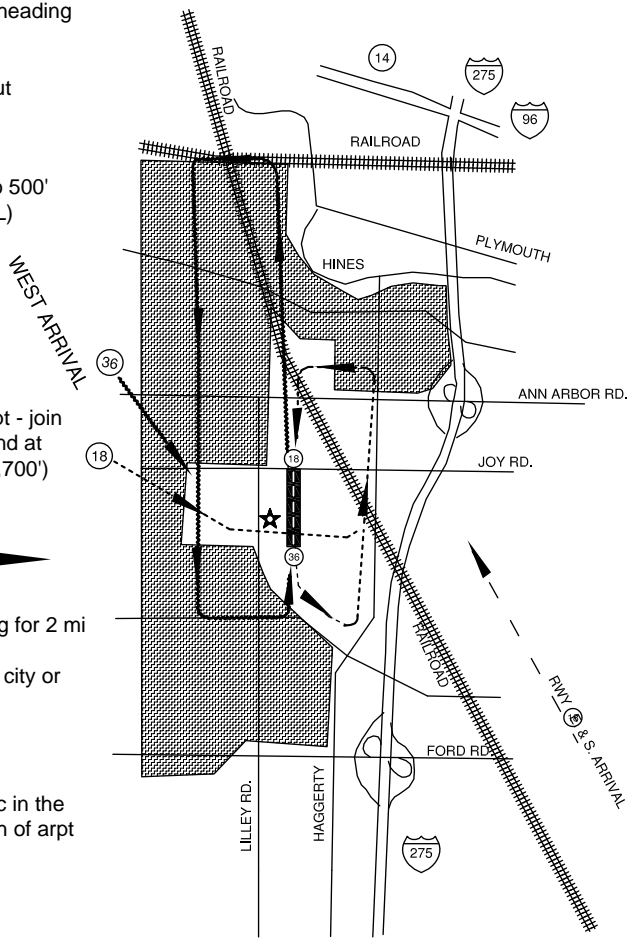 heading
ut
o 500'
L)
WEST ARRIVAL
36
18
ot - join
nd at
,700')
g for 2 mi
city or
c in the
n of arpt
RAILROAD
14
275
96
RAILROAD
PLYMOUTH
HINES
ANN ARBOR RD.
18
JOY RD.
36
RAILROAD
RWY & S. ARRIVAL
FORD RD.
LILLEY RD.
HAGGERTY
275